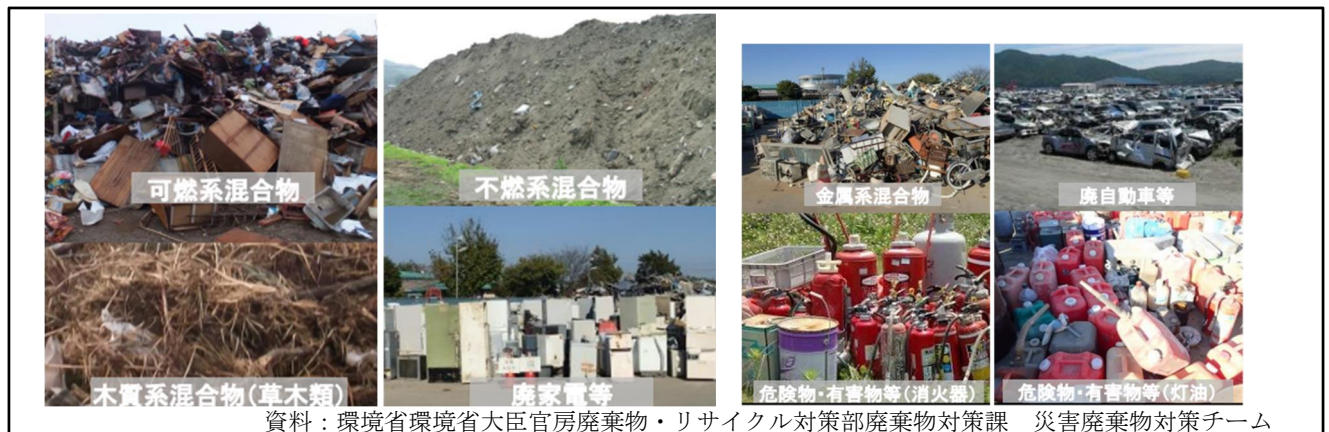 可燃系混合物
不燃系混合物
金属系混合物
廃自動車等
木質系混合物(草木類)
廃家電等
危険物・有害物等(消火器)
危険物・有害物等(灯油)
資料:環境省環境省大臣官房廃棄物・リサイクル対策部廃棄物対策課 災害廃棄物対策チーム